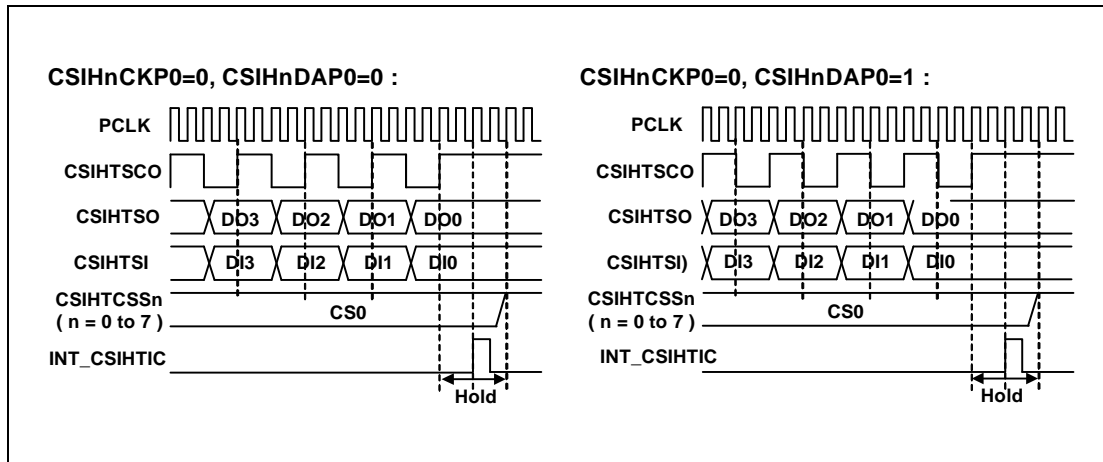 CSIHnCKP0=0, CSIHnDAP0=0 :
PCLK
CSIHTSCO
CSIHTSO
DO3 DO2 DO1 DO0
CSIHTSI
DI3 DI2 DI1 DI0
CSIHTCSSn
( n = 0 to 7 )
CS0
INT_CSIHTIC
Hold
CSIHnCKP0=0, CSIHnDAP0=1 :
PCLK
CSIHTSCO
CSIHTSO
DO3 DO2 DO1 DO0
CSIHTSI)
DI3 DI2 DI1 DI0
CSIHTCSSn
( n = 0 to 7 )
CS0
INT_CSIHTIC
Hold